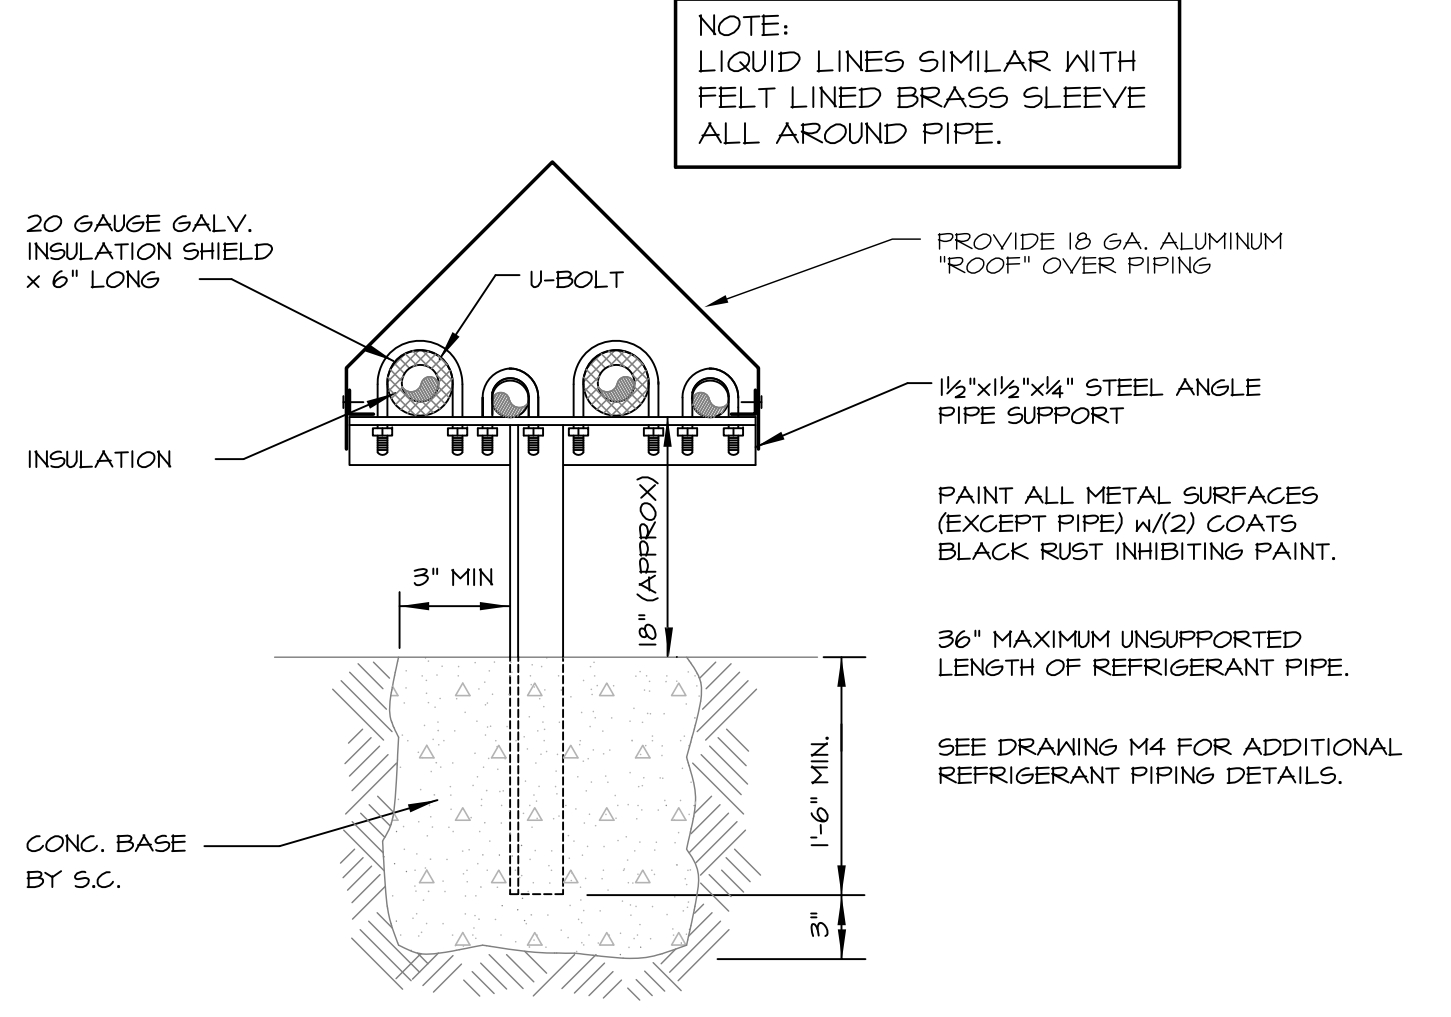 NOTE:
LIQUID LINES SIMILAR WITH
FELT LINED BRASS SLEEVE
ALL AROUND PIPE.
20 GAUGE GALV.
INSULATION SHIELD
x 6" LONG
U-BOLT
PROVIDE 18 GA. ALUMINUM
"ROOF" OVER PIPING
1½"x1½"x¼" STEEL ANGLE
PIPE SUPPORT
INSULATION
PAINT ALL METAL SURFACES
(EXCEPT PIPE) w/(2) COATS
BLACK RUST INHIBITING PAINT.
18" (APPROX)
3" MIN
36" MAXIMUM UNSUPPORTED
LENGTH OF REFRIGERANT PIPE.
SEE DRAWING M4 FOR ADDITIONAL
REFRIGERANT PIPING DETAILS.
1'-6" MIN.
CONC. BASE
BY S.C.
3"